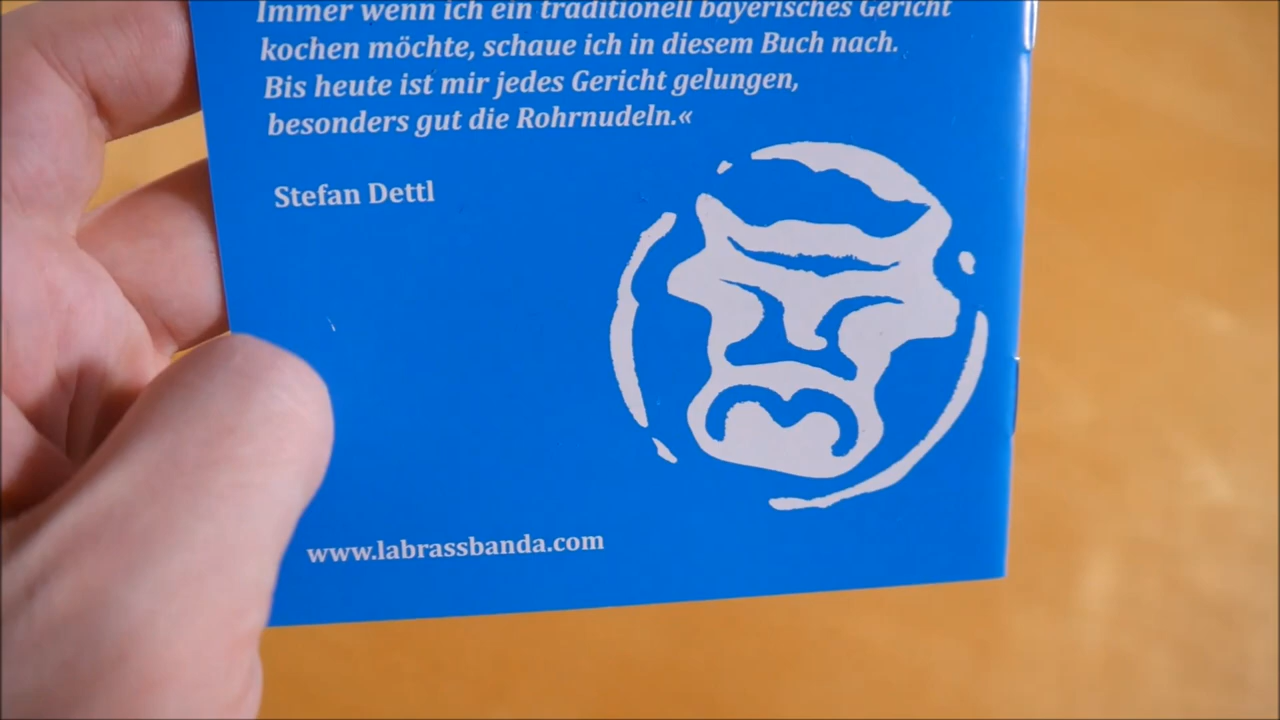 Immer wenn ich ein traditionell bayerisches Gericht
kochen möchte, schaue ich in diesem Buch nach.
Bis heute ist mir jedes Gericht gelungen,
besonders gut die Rohrnudeln.«
Stefan Dettl
www.labrassbanda.com